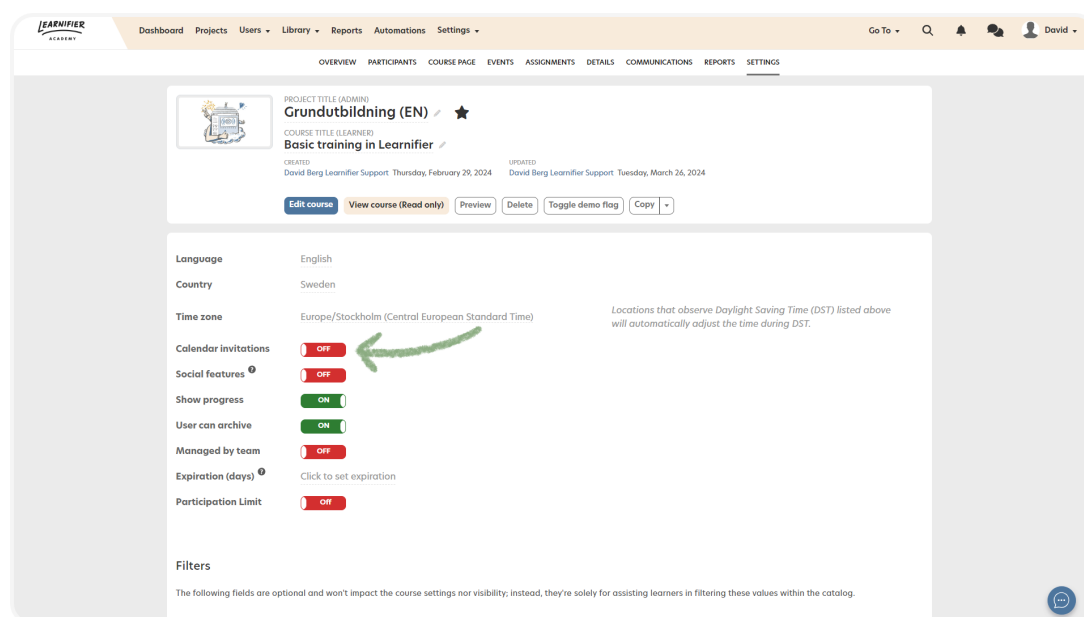 LEARNIFIER
ACADEMY
Dashboard Projects Users Library Reports Automations Settings Go To David
OVERVIEW PARTICIPANTS COURSE PAGE EVENTS ASSIGNMENTS DETAILS COMMUNICATIONS REPORTS SETTINGS
PROJECT TITLE (ADMIN)
Grundutbildning (EN)
COURSE TITLE (LEARNER)
Basic training in Learnifier
CREATED UPDATED
David Berg Learnifier Support Thursday, February 29, 2024 David Berg Learnifier Support Tuesday, March 26, 2024
Edit course View course (Read only) Preview Delete Toggle demo flag Copy
Language English
Country Sweden
Time zone Europe/Stockholm (Central European Standard Time) Locations that observe Daylight Saving Time (DST) listed above
will automatically adjust the time during DST.
Calendar invitations OFF
Social features ? OFF
Show progress ON
User can archive ON
Managed by team OFF
Expiration (days) ? Click to set expiration
Participation Limit Off
Filters
The following fields are optional and won't impact the course settings nor visibility; instead, they're solely for assisting learners in filtering these values within the catalog.